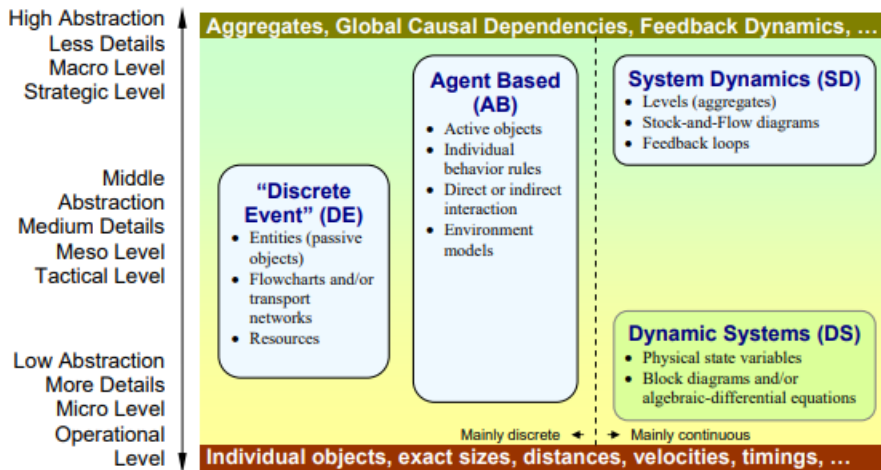 High Abstraction
Less Details
Macro Level
Strategic Level
Middle
Abstraction
Medium Details
Meso Level
Tactical Level
Low Abstraction
More Details
Micro Level
Operational
Level
Aggregates, Global Causal Dependencies, Feedback Dynamics, …
Agent Based
(AB)
• Active objects
• Individual
behavior rules
• Direct or indirect
interaction
• Environment
models
System Dynamics (SD)
• Levels (aggregates)
• Stock-and-Flow diagrams
• Feedback loops
“Discrete
Event” (DE)
• Entities (passive
objects)
• Flowcharts and/or
transport
networks
• Resources
Dynamic Systems (DS)
• Physical state variables
• Block diagrams and/or
algebraic-differential equations
Mainly discrete
Mainly continuous
Individual objects, exact sizes, distances, velocities, timings, …